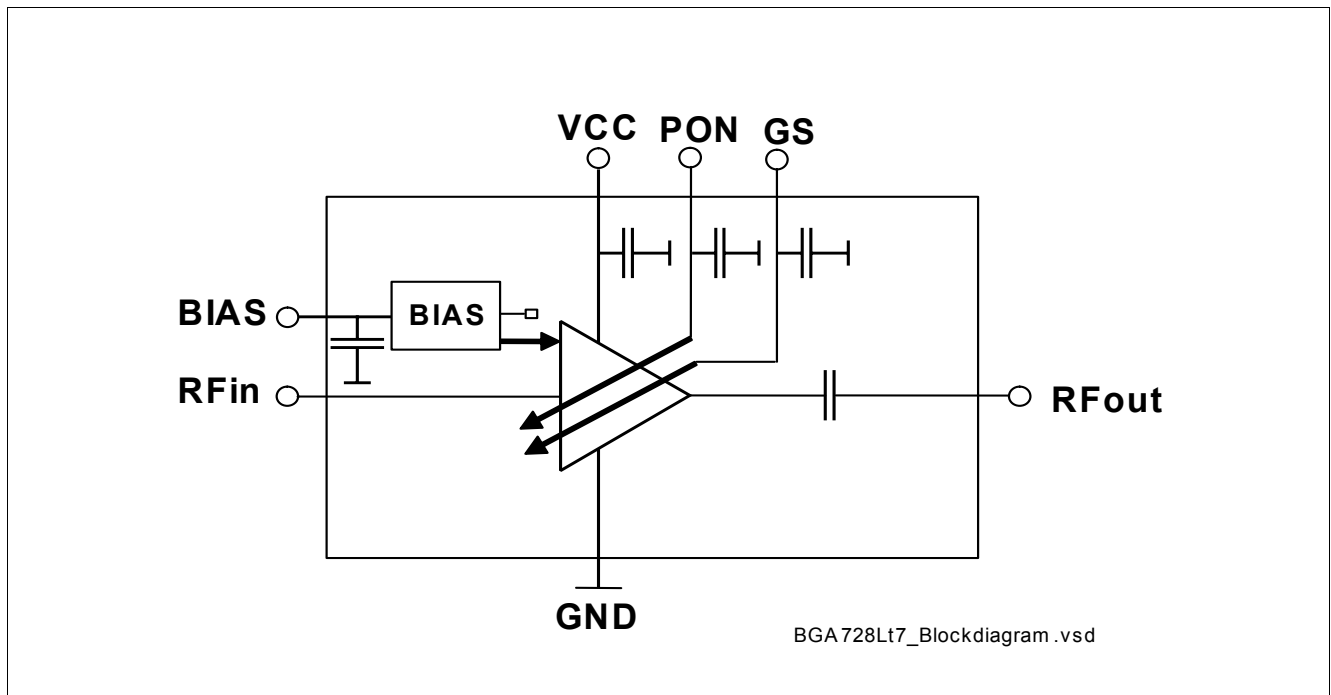 VCC PON GS
BIAS
BIAS
RFin
RFout
GND
BGA728Lt7_Blockdiagram.vsd